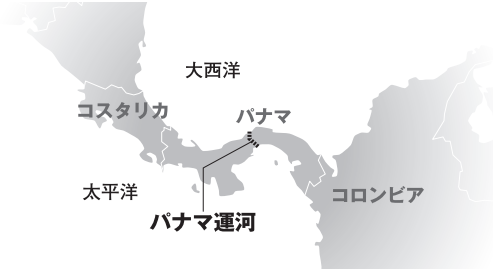 大西洋
コスタリカ
パナマ
太平洋
コロンビア
パナマ運河